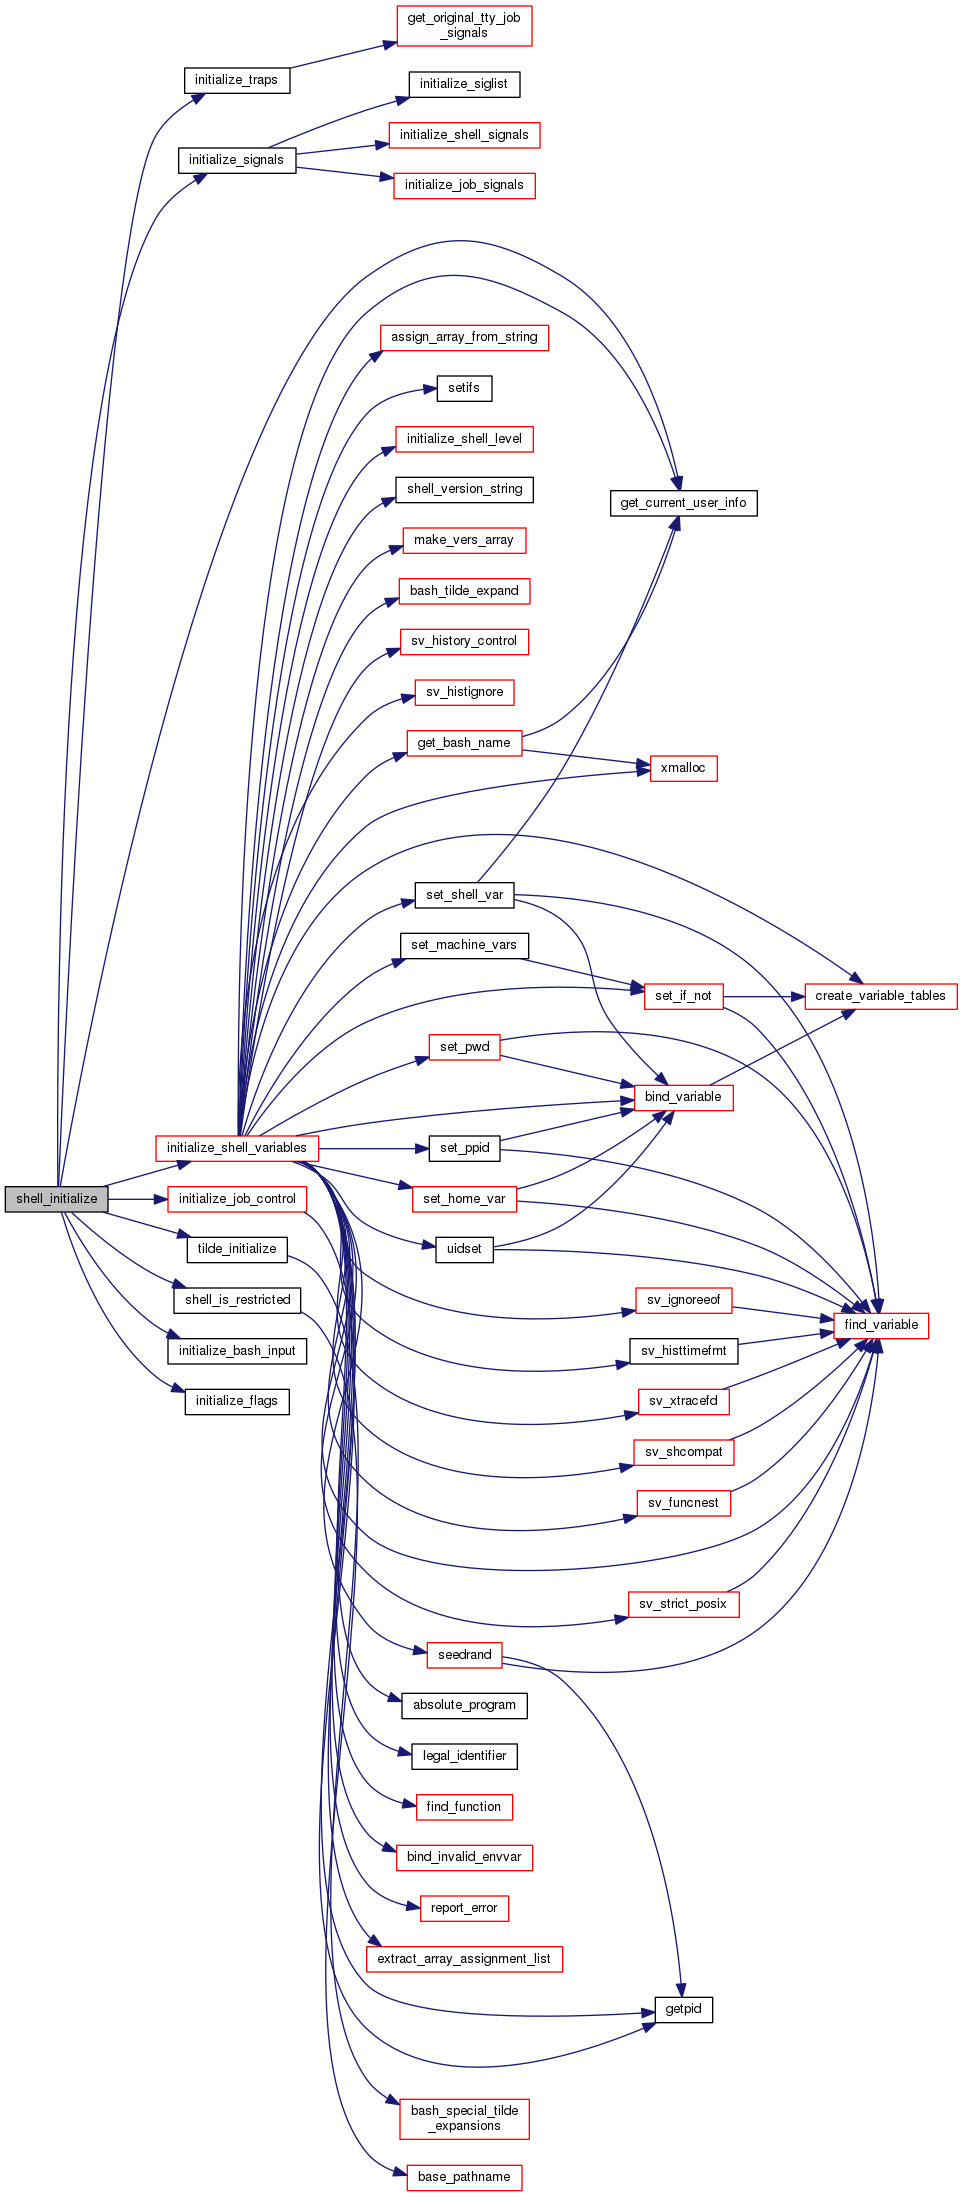 get_original_tty_job
_signals
initialize_traps
initialize_siglist
initialize_shell_signals
initialize_signals
initialize_job_signals
assign_array_from_string
setifs
initialize_shell_level
shell_version_string
get_current_user_info
make_vers_array
bash_tilde_expand
sv_history_control
sv_histignore
get_bash_name
xmalloc
set_shell_var
set_machine_vars
set_if_not
create_variable_tables
set_pwd
bind_variable
initialize_shell_variables
set_ppid
shell_initialize
initialize_job_control
set_home_var
tilde_initialize
uidset
shell_is_restricted
sv_ignoreeof
find_variable
initialize_bash_input
sv_histtimefmt
initialize_flags
sv_xtracefd
sv_shcompat
sv_funcnest
sv_strict_posix
seedrand
absolute_program
legal_identifier
find_function
bind_invalid_envvar
report_error
extract_array_assignment_list
getpid
bash_special_tilde
_expansions
base_pathname